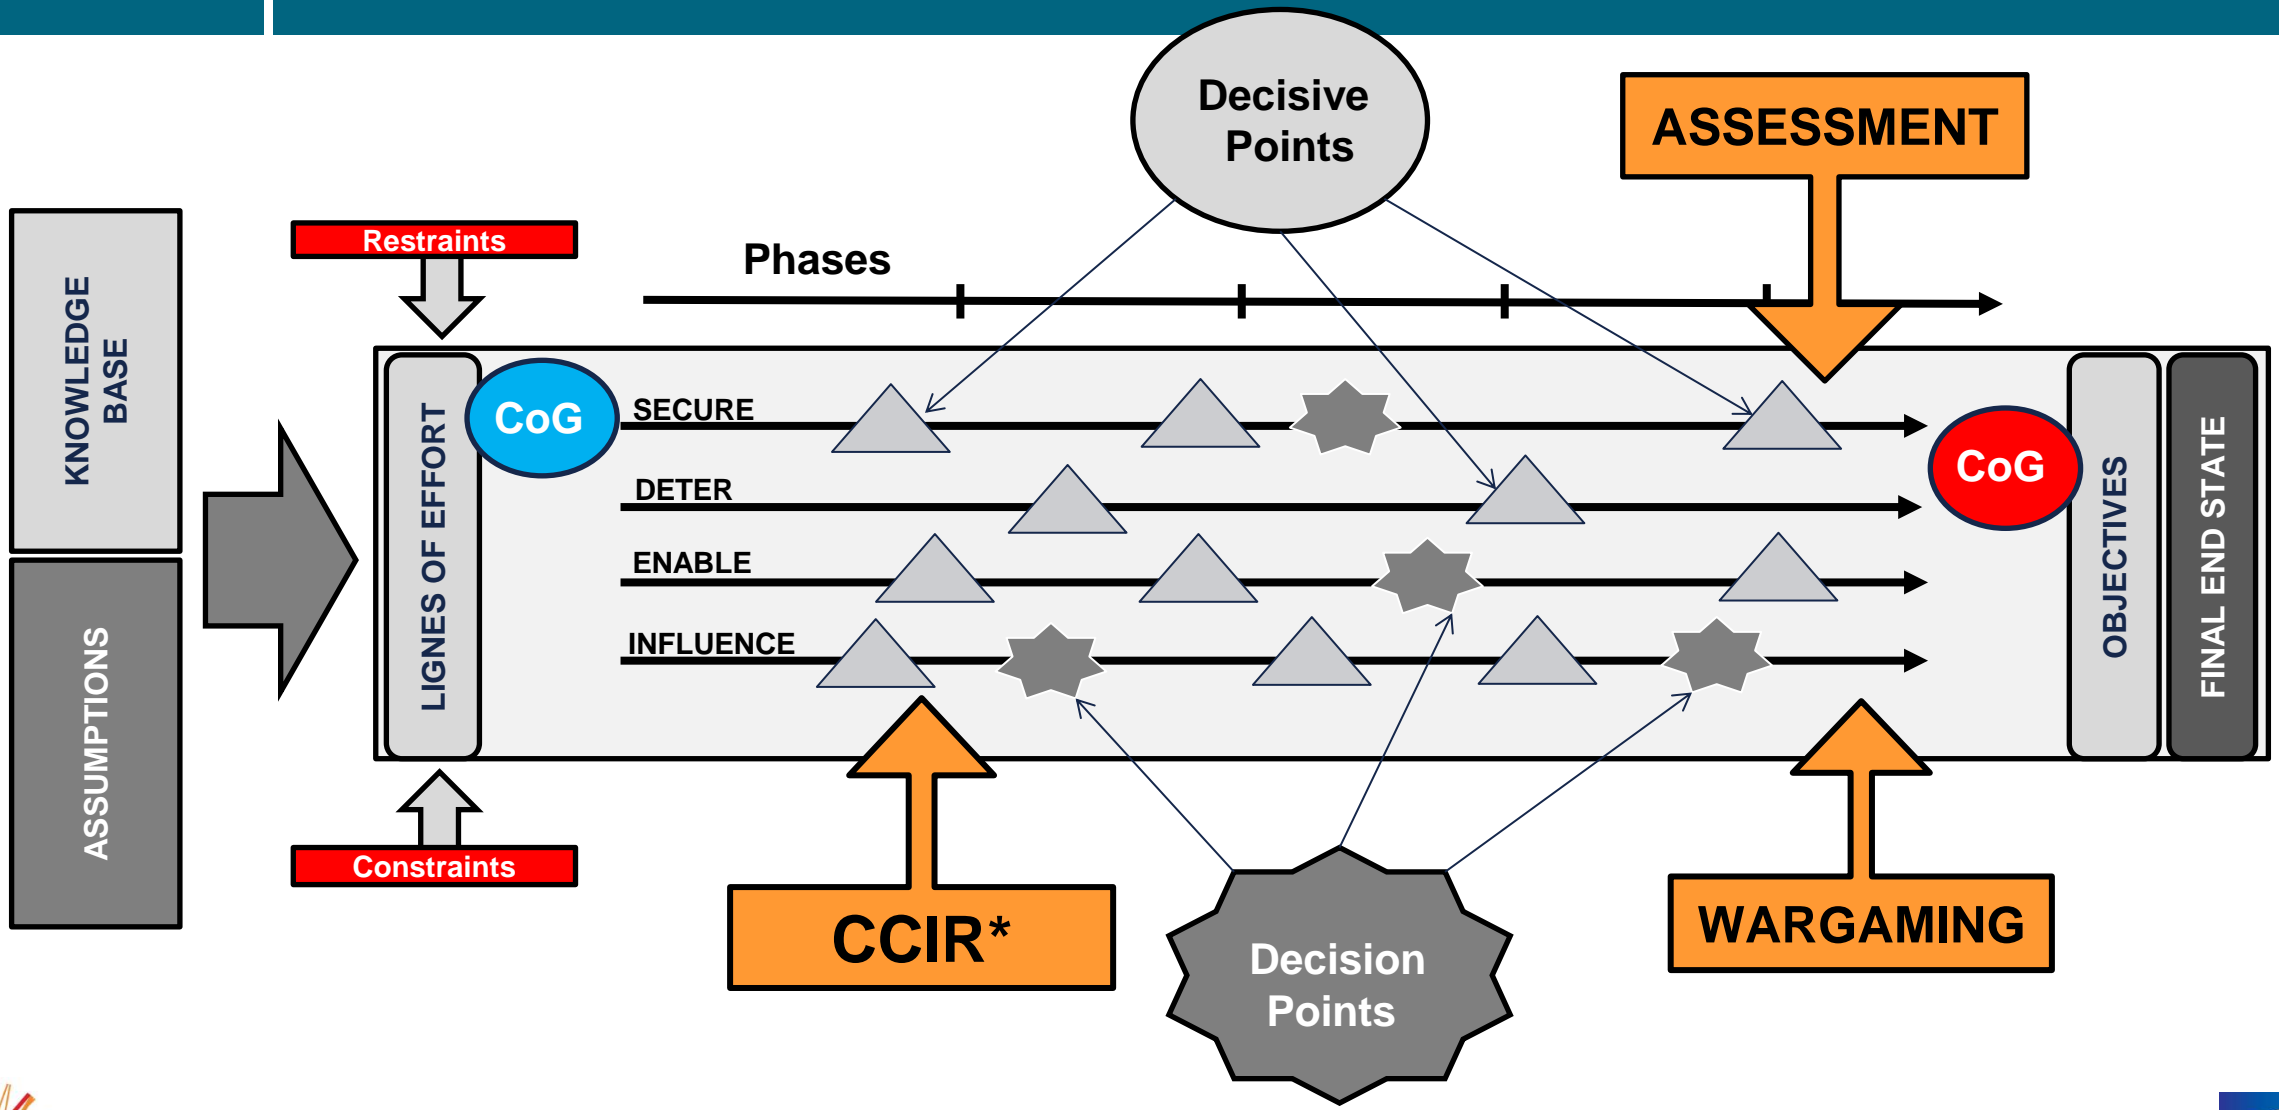 Decisive
Points
ASSESSMENT
Restraints
Phases
KNOWLEDGE
BASE
ASSUMPTIONS
LIGNES OF EFFORT
CoG
SECURE
DETER
ENABLE
INFLUENCE
CoG
OBJECTIVES
FINAL END STATE
Constraints
CCIR*
Decision
Points
WARGAMING